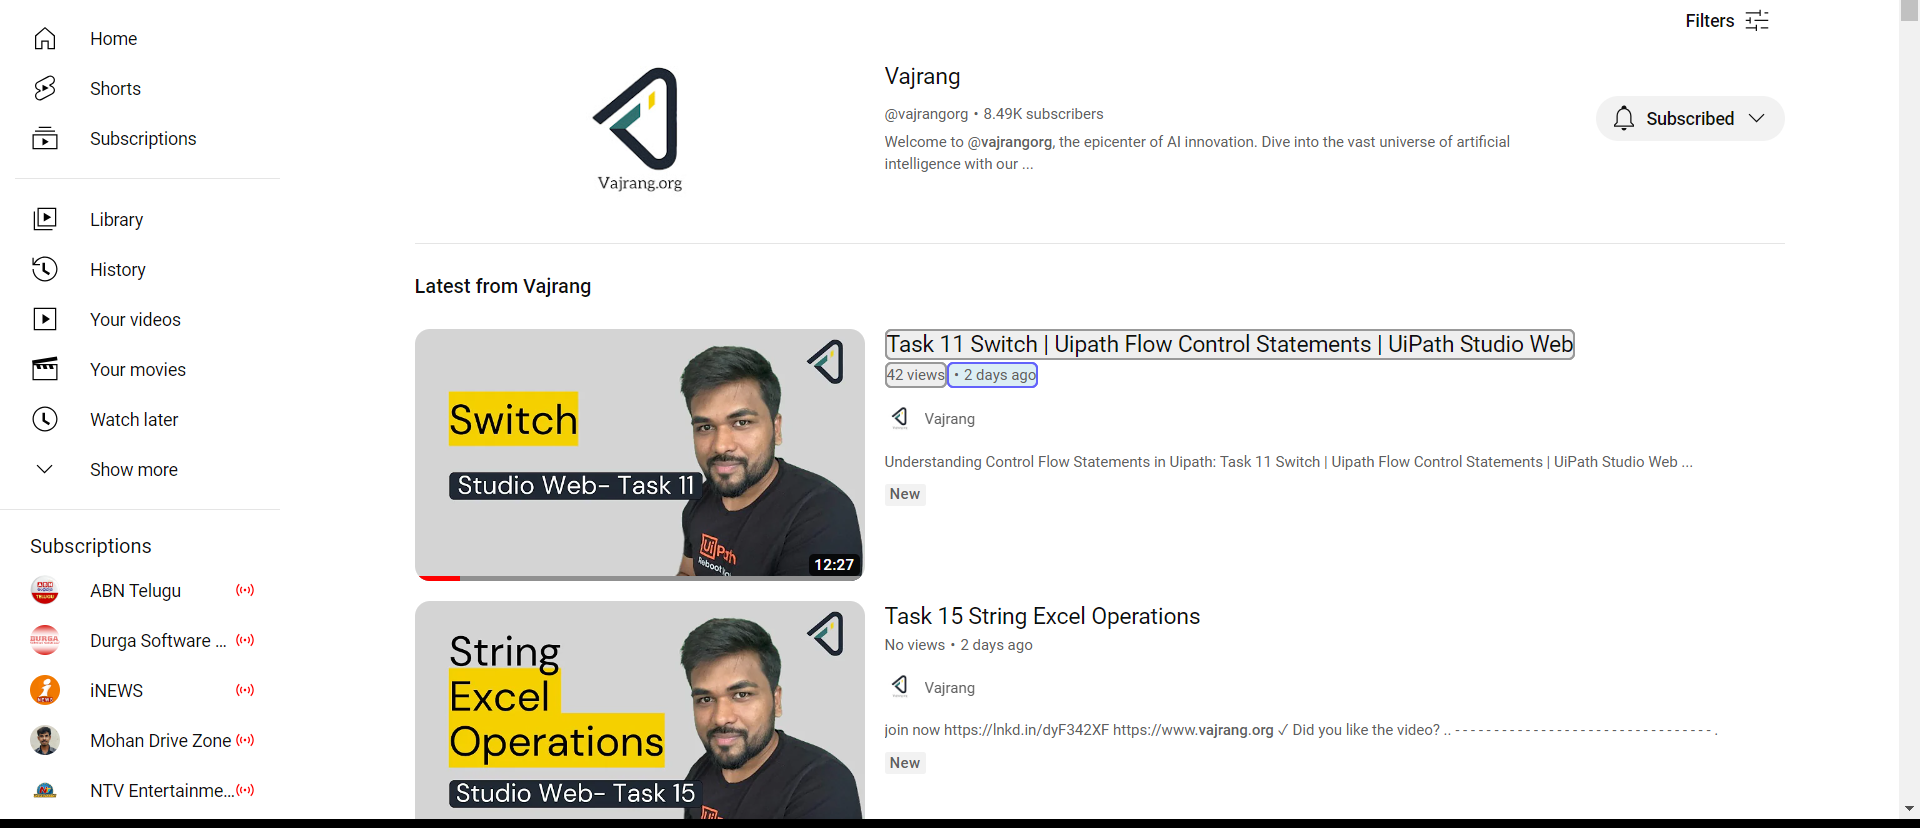 Home
Shorts
Subscriptions
Library
History
Your videos
Your movies
Watch later
Show more
Subscriptions
ABN Telugu
Durga Software ...
iNEWS
Mohan Drive Zone
NTV Entertainme...
Filters
Vajrang.org
Vajrang
@vajrangorg • 8.49K subscribers
Welcome to @vajrangorg, the epicenter of AI innovation. Dive into the vast universe of artificial
intelligence with our ...
Subscribed
Latest from Vajrang
Switch
Studio Web- Task 11
UiPath
Reboot
12:27
Task 11 Switch | Uipath Flow Control Statements | UiPath Studio Web
42 views • 2 days ago
Vajrang
Understanding Control Flow Statements in Uipath: Task 11 Switch | Uipath Flow Control Statements | UiPath Studio Web ...
New
String
Excel
Operations
Studio Web- Task 15
Task 15 String Excel Operations
No views • 2 days ago
Vajrang
join now https://lnkd.in/dyF342XF https://www.vajrang.org ✓ Did you like the video? .. - - - - - - - - - - - - - - - - - - - - - - - - - - - - - - - - - .
New